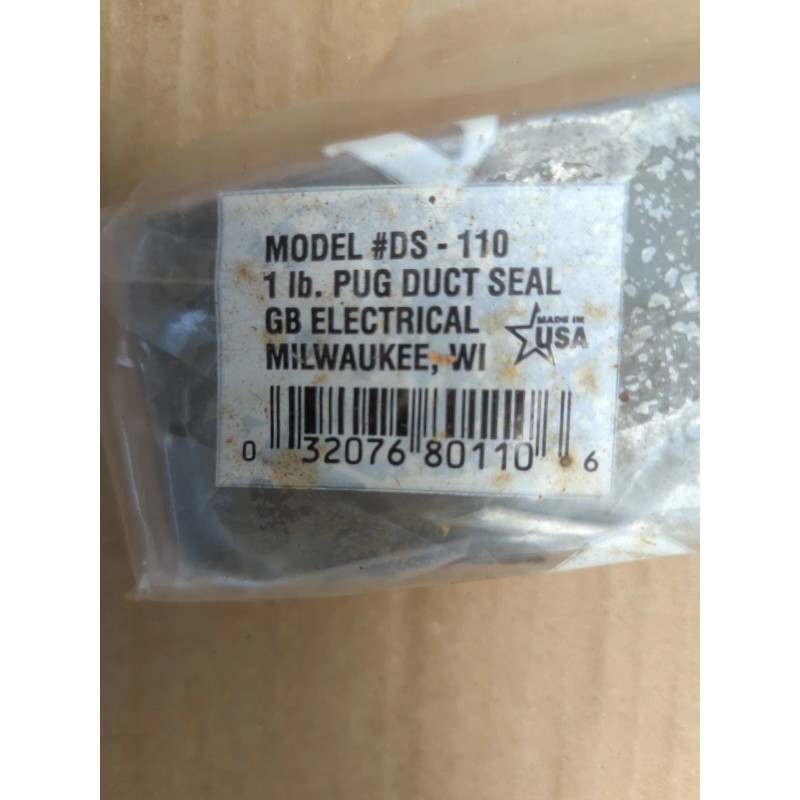 MODEL #DS - 110
1 lb. PUG DUCT SEAL
GB ELECTRICAL
MADE IN
USA
MILWAUKEE, WI
0 32076 80110 6